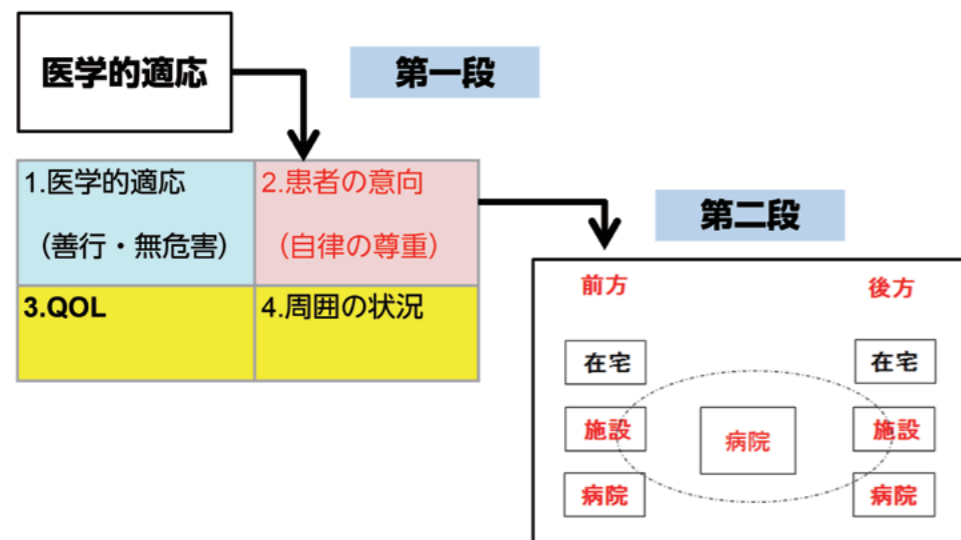 医学的適応
第一段
1.医学的適応
(善行・無危害)
2.患者の意向
(自律の尊重)
3.QOL
4.周囲の状況
第二段
前方
後方
在宅
在宅
施設
病院
施設
病院
病院